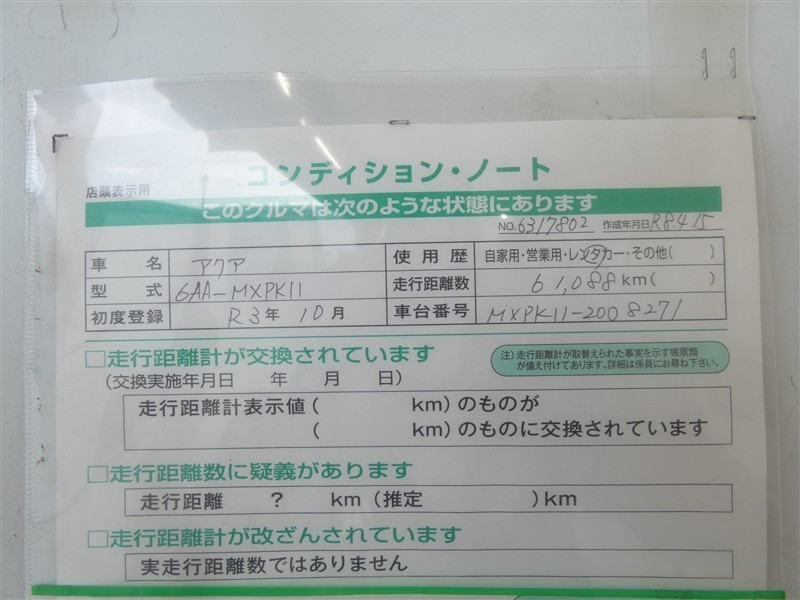 コンディション・ノート
店頭表示用
このクルマは次のような状態にあります
NO.6317802 作成年月日R8.4.15
車名 アクア 使用歴 自家用・営業用・レンタカー・その他( )
型式 6AA-MXPK11 走行距離数 61,088km( )
初度登録 R3年 10月 車台番号 MXPK11-2008271
□走行距離計が交換されています
注)走行距離計が取替えられた事実を示す帳票類
が備え付けてあります。詳細は係員にお尋ね下さい。
(交換実施年月日 年 月 日)
走行距離計表示値( km)のものが
( km)のものに交換されています
□走行距離数に疑義があります
走行距離 ? km(推定 )km
□走行距離計が改ざんされています
実走行距離数ではありません